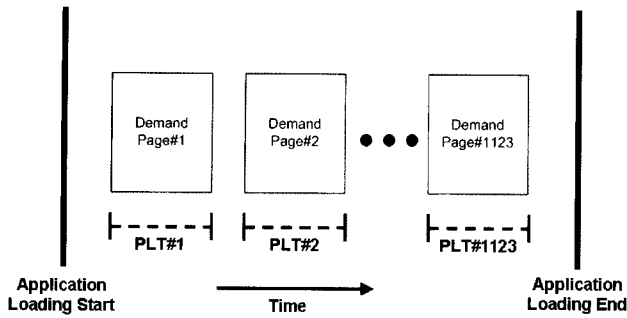 Demand
Page#1
Demand
Page#2
Demand
Page#1123
PLT#1
PLT#2
PLT#1123
Application
Loading Start
Time
Application
Loading End